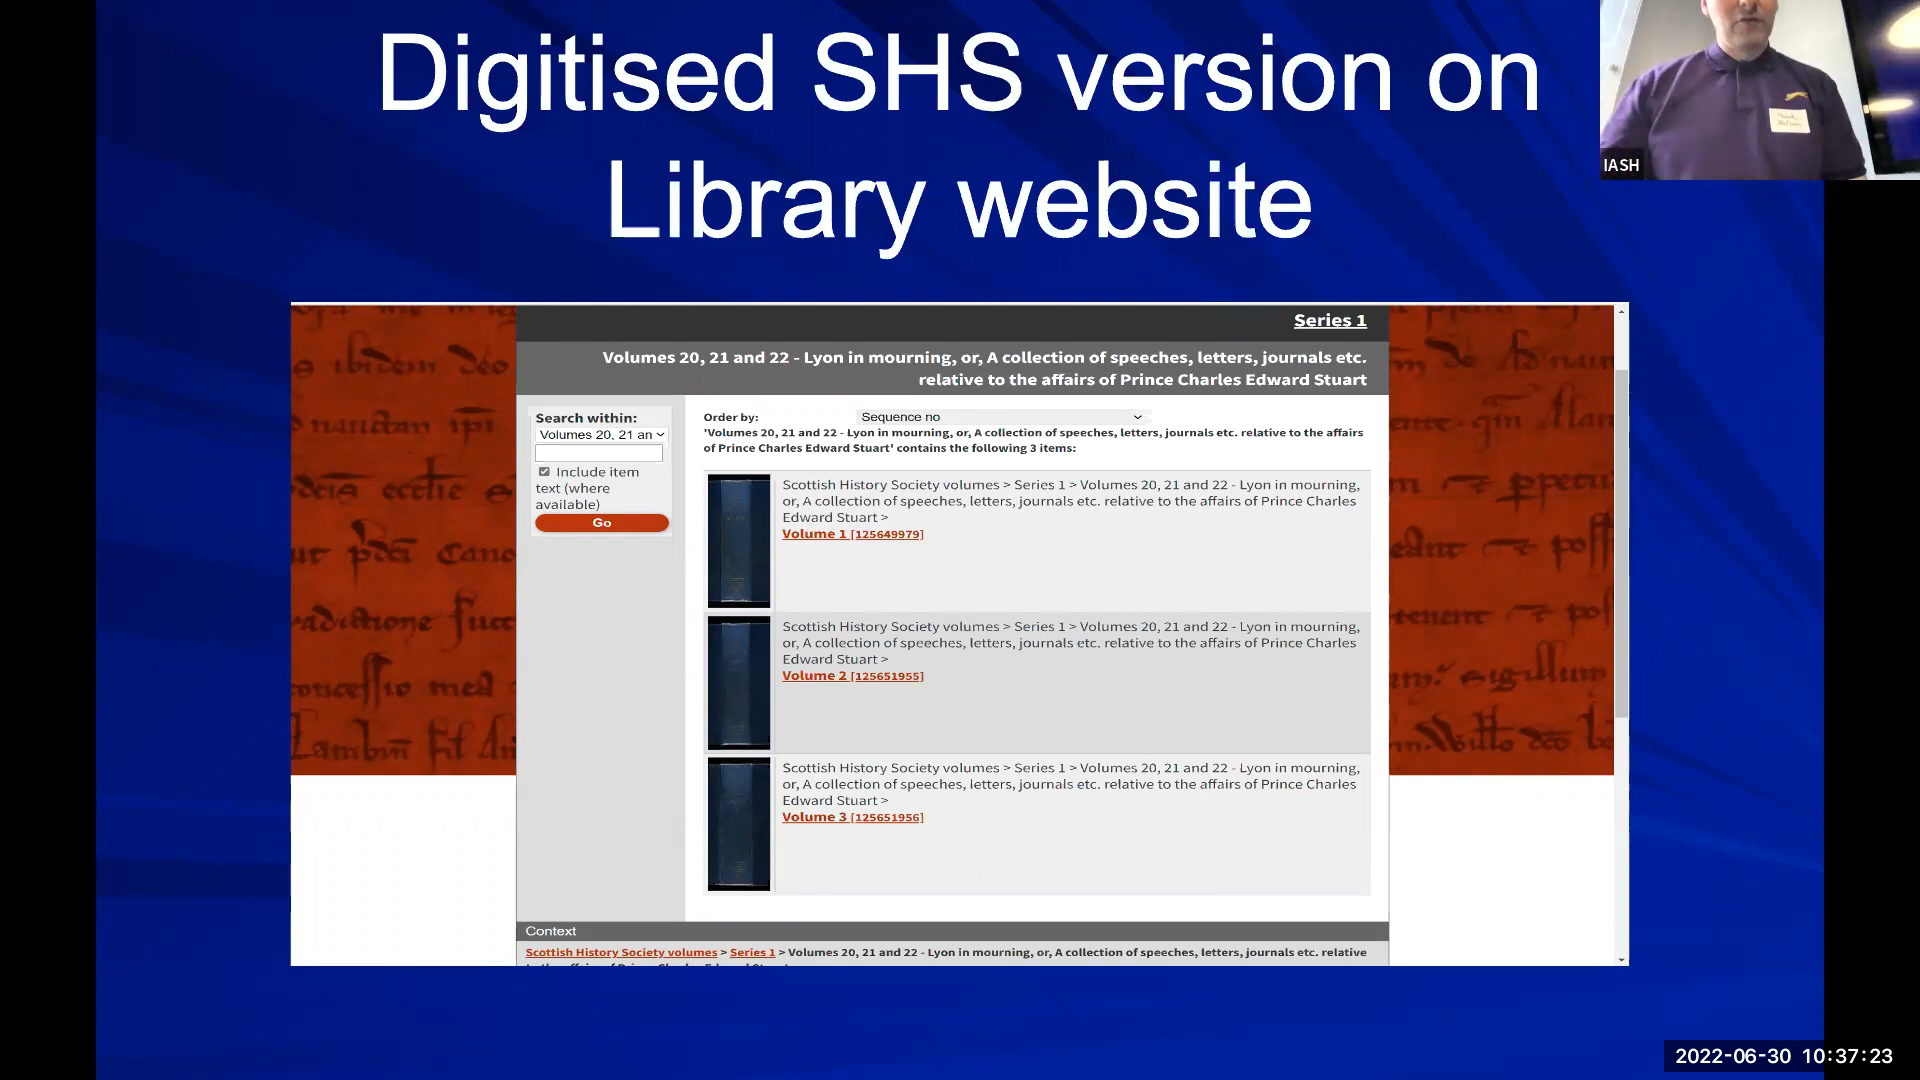 Digitised SHS version on
Library website
IASH
Series 1
Volumes 20, 21 and 22 - Lyon in mourning, or, A collection of speeches, letters, journals etc.
relative to the affairs of Prince Charles Edward Stuart
Search within:
Volumes 20, 21 an
Include item
text (where
available)
Go
Order by:
Sequence no
'Volumes 20, 21 and 22 - Lyon in mourning, or, A collection of speeches, letters, journals etc. relative to the affairs
of Prince Charles Edward Stuart' contains the following 3 items:
Scottish History Society volumes > Series 1 > Volumes 20, 21 and 22 - Lyon in mourning,
or, A collection of speeches, letters, journals etc. relative to the affairs of Prince Charles
Edward Stuart >
Volume 1 [125649979]
Scottish History Society volumes > Series 1 > Volumes 20, 21 and 22 - Lyon in mourning,
or, A collection of speeches, letters, journals etc. relative to the affairs of Prince Charles
Edward Stuart >
Volume 2 [125651955]
Scottish History Society volumes > Series 1 > Volumes 20, 21 and 22 - Lyon in mourning,
or, A collection of speeches, letters, journals etc. relative to the affairs of Prince Charles
Edward Stuart >
Volume 3 [125651956]
Context
Scottish History Society volumes > Series 1 > Volumes 20, 21 and 22 - Lyon in mourning, or, A collection of speeches, letters, journals etc. relative
2022-06-30 10:37:23